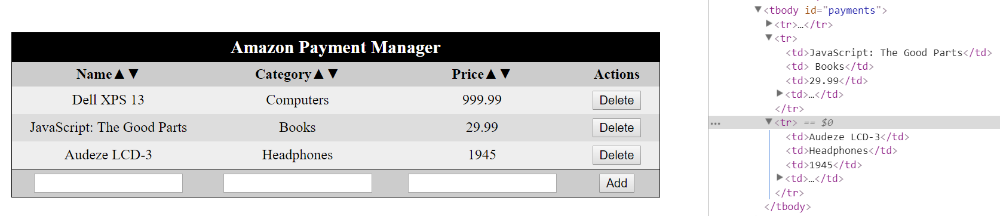 Amazon Payment Manager
Name▲▼ Category▲▼ Price▲▼ Actions
Dell XPS 13 Computers 999.99 Delete
JavaScript: The Good Parts Books 29.99 Delete
Audeze LCD-3 Headphones 1945 Delete
Add
▼<tbody id="payments">
▶<tr>…</tr>
▼<tr>
<td>JavaScript: The Good Parts</td>
<td> Books</td>
<td>29.99</td>
▶<td>…</td>
</tr>
… ▼<tr> == $0
<td>Audeze LCD-3</td>
<td>Headphones</td>
<td>1945</td>
▶<td>…</td>
</tr>
</tbody>